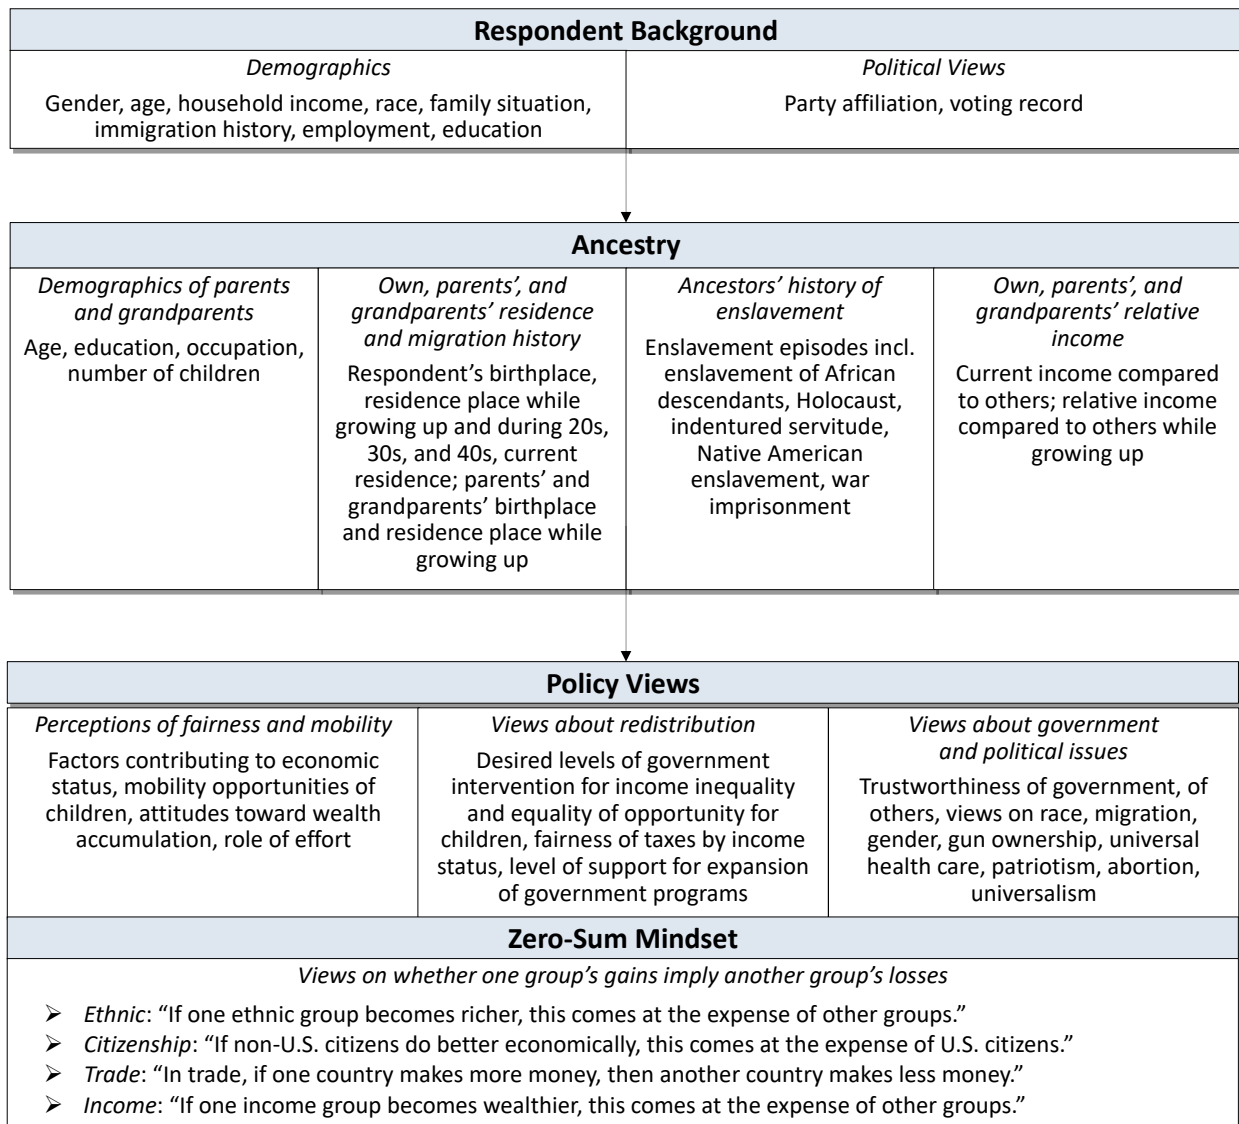 Respondent Background
Demographics
Gender, age, household income, race, family situation,
immigration history, employment, education
Political Views
Party affiliation, voting record
Ancestry
Demographics of parents
and grandparents
Age, education, occupation,
number of children
Own, parents’, and
grandparents’ residence
and migration history
Respondent’s birthplace,
residence place while
growing up and during 20s,
30s, and 40s, current
residence; parents’ and
grandparents’ birthplace
and residence place while
growing up
Ancestors’ history of
enslavement
Enslavement episodes incl.
enslavement of African
descendants, Holocaust,
indentured servitude,
Native American
enslavement, war
imprisonment
Own, parents’, and
grandparents’ relative
income
Current income compared
to others; relative income
compared to others while
growing up
Policy Views
Perceptions of fairness and mobility
Factors contributing to economic
status, mobility opportunities of
children, attitudes toward wealth
accumulation, role of effort
Views about redistribution
Desired levels of government
intervention for income inequality
and equality of opportunity for
children, fairness of taxes by income
status, level of support for expansion
of government programs
Views about government
and political issues
Trustworthiness of government, of
others, views on race, migration,
gender, gun ownership, universal
health care, patriotism, abortion,
universalism
Zero-Sum Mindset
Views on whether one group’s gains imply another group’s losses
➢ Ethnic: “If one ethnic group becomes richer, this comes at the expense of other groups.”
➢ Citizenship: “If non-U.S. citizens do better economically, this comes at the expense of U.S. citizens.”
➢ Trade: “In trade, if one country makes more money, then another country makes less money.”
➢ Income: “If one income group becomes wealthier, this comes at the expense of other groups.”